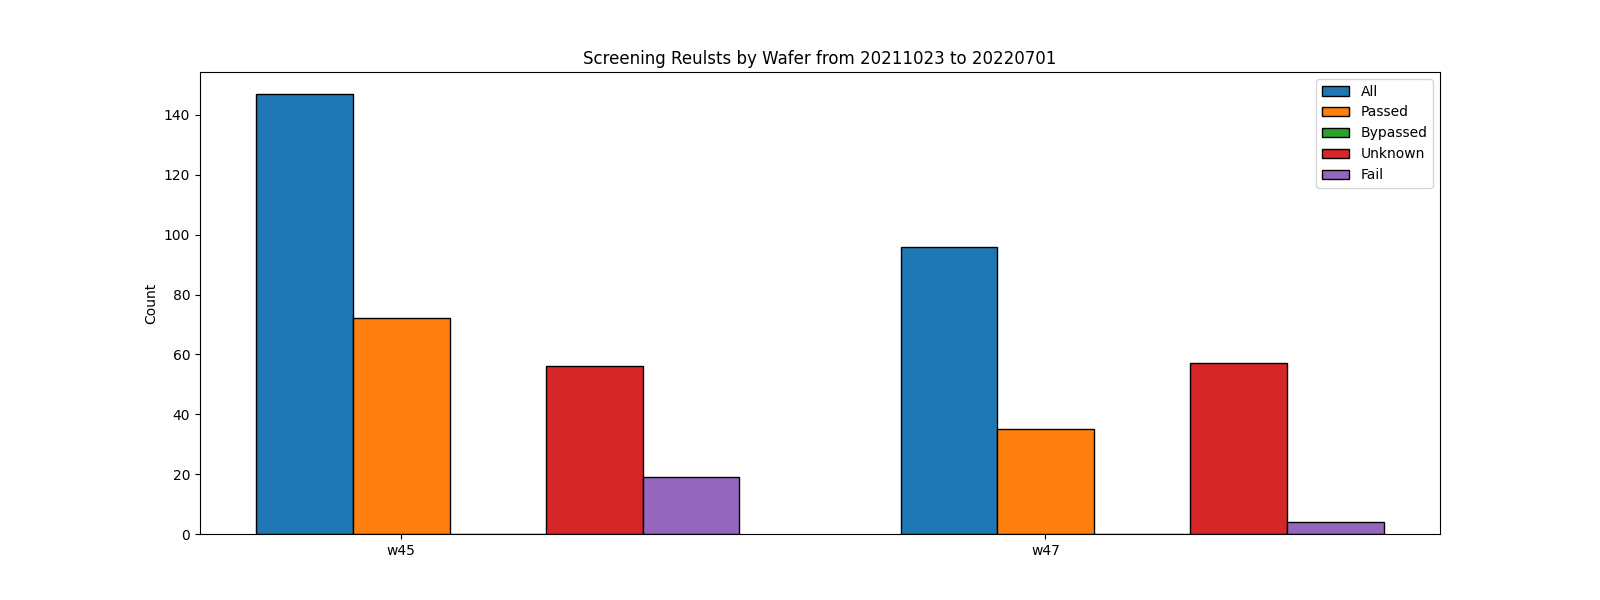 Screening Reulsts by Wafer from 20211023 to 20220701
All
Passed
Bypassed
Unknown
Fail
Count
140
120
100
80
60
40
20
0
w45
w47